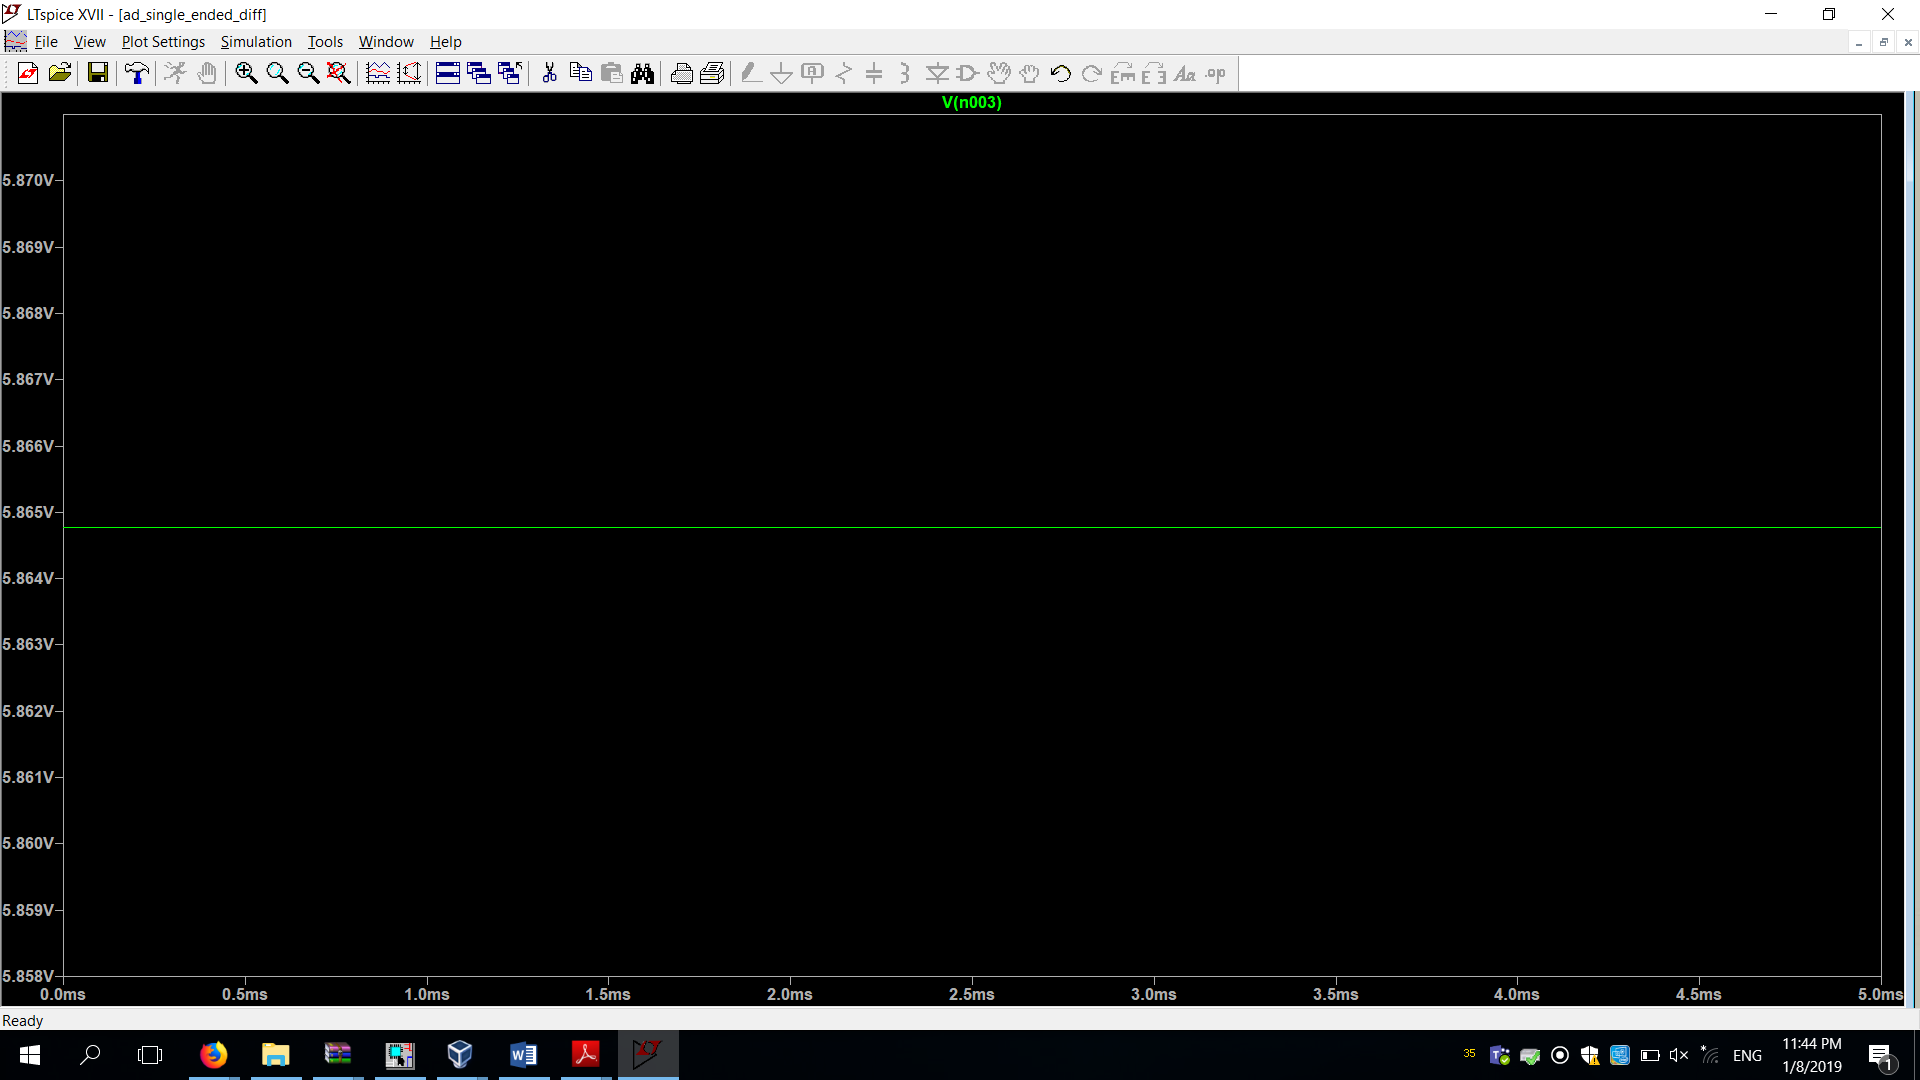 LTspice XVII - [ad_single_ended_diff]
File View Plot Settings Simulation Tools Window Help
Aa .op
V(n003)
5.870V
5.869V
5.868V
5.867V
5.866V
5.865V
5.864V
5.863V
5.862V
5.861V
5.860V
5.859V
5.858V
0.0ms 0.5ms 1.0ms 1.5ms 2.0ms 2.5ms 3.0ms 3.5ms 4.0ms 4.5ms 5.0ms
Ready
35 ENG 11:44 PM
1/8/2019
1